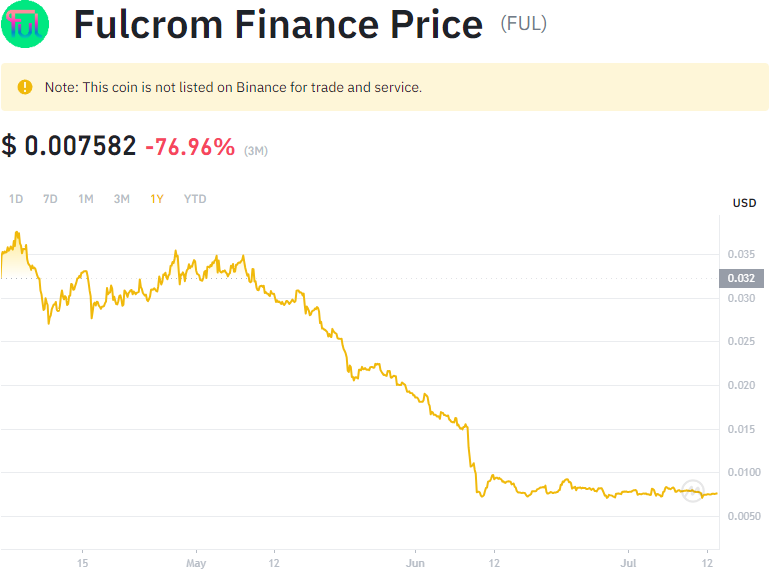 ful
Fulcrom Finance Price (FUL)
Note: This coin is not listed on Binance for trade and service.
$ 0.007582 -76.96% (3M)
1D 7D 1M 3M 1Y YTD
USD
0.035
0.032
0.030
0.025
0.020
0.015
0.0100
0.0050
15 May 12 Jun 12 Jul 12